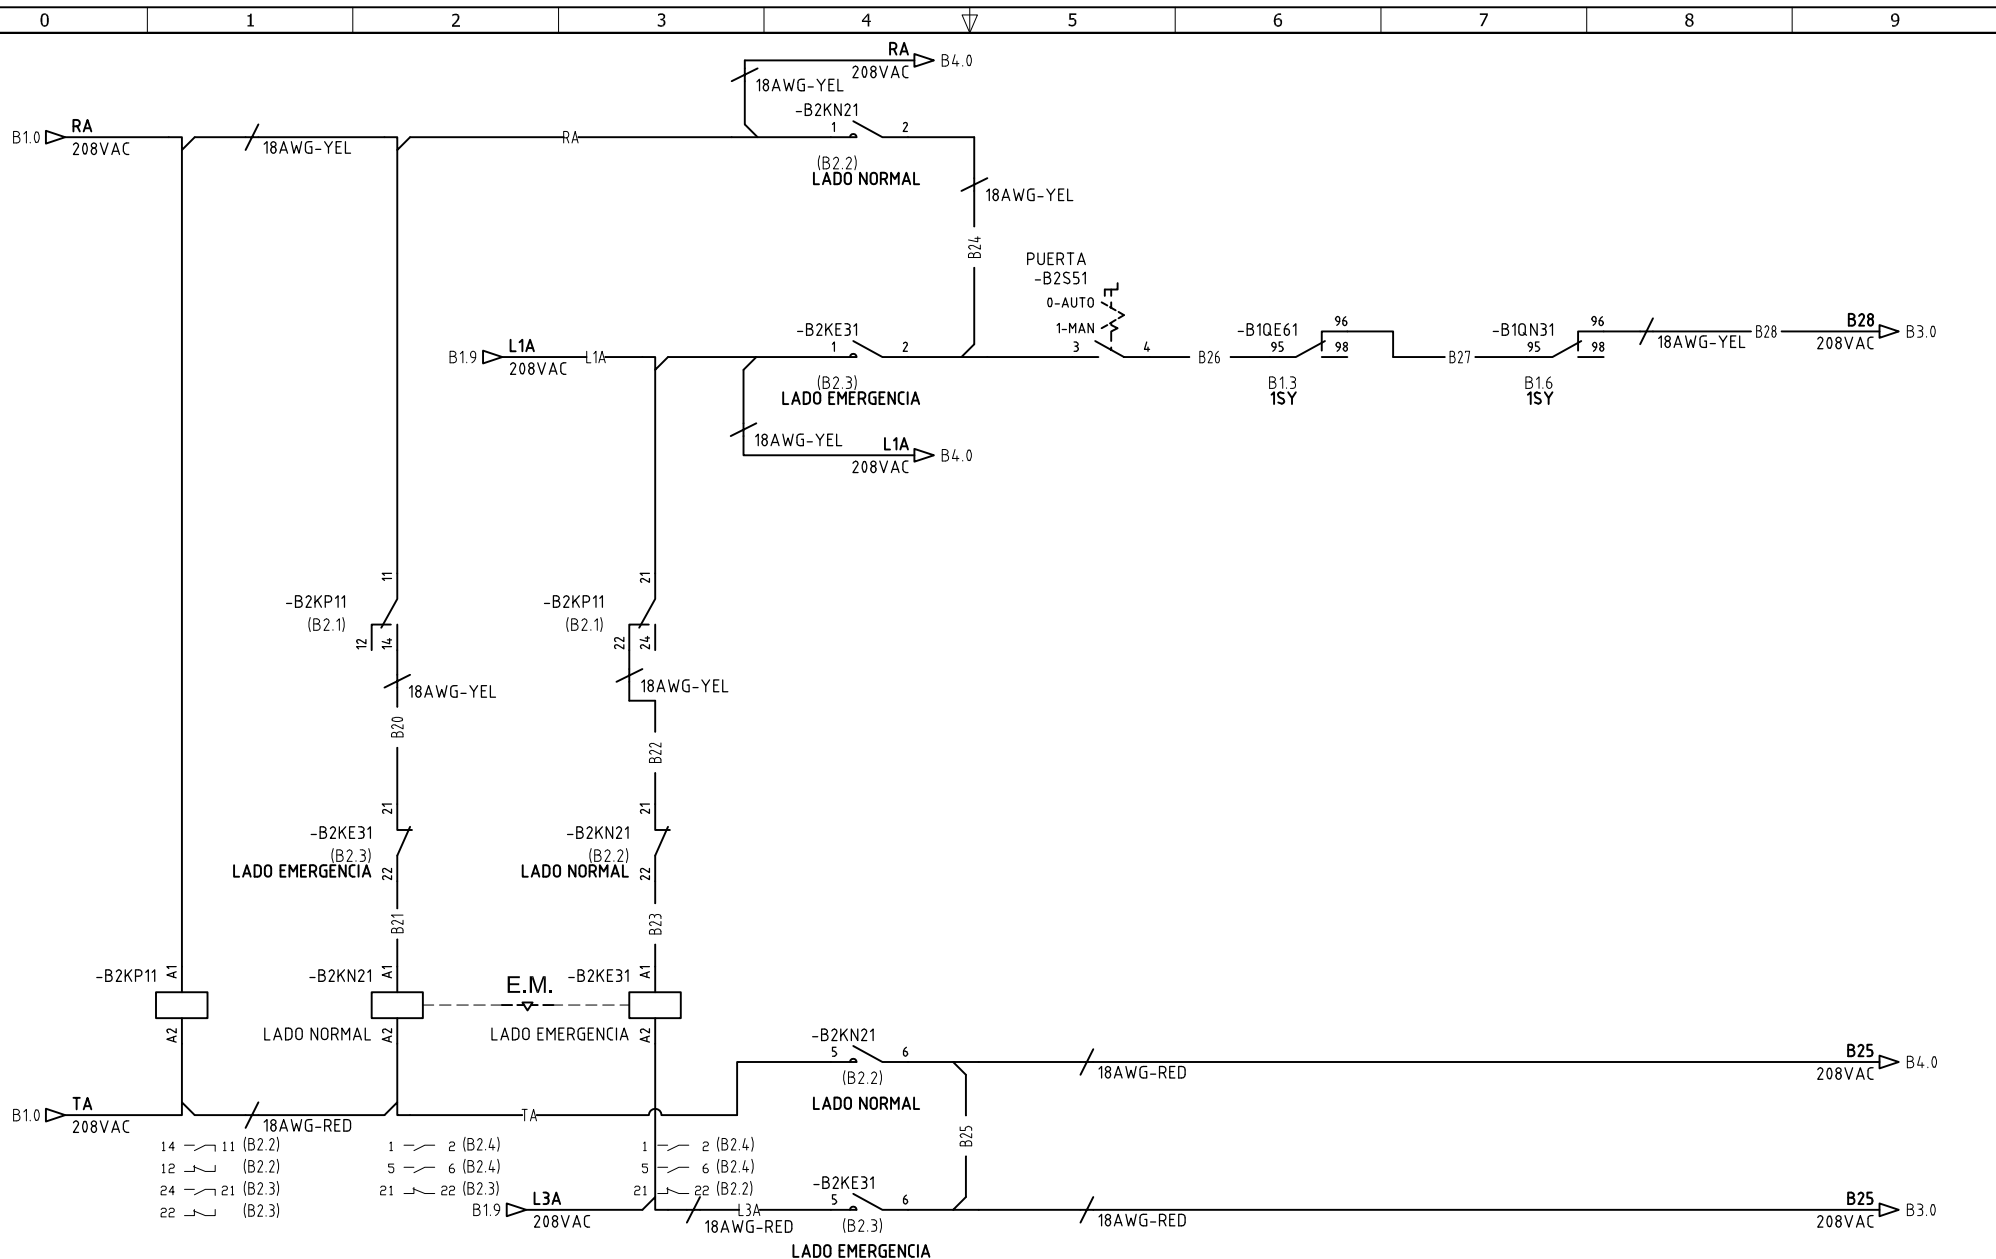 0 1 2 3 4 5 6 7 8 9
RA
208VAC
B4.0
18AWG-YEL
-B2KN21
1 2
B1.0
RA
208VAC
18AWG-YEL
RA
(B2.2)
LADO NORMAL
18AWG-YEL
B24
PUERTA
-B2S51
0-AUTO
1-MAN
3 4
B1.9
L1A
208VAC
L1A
-B2KE31
1 2
(B2.3)
LADO EMERGENCIA
B26
-B1QE61
95
96
98
B1.3
1SY
B27
-B1QN31
95
96
98
B1.6
1SY
18AWG-YEL
B28
B28
208VAC
B3.0
18AWG-YEL
L1A
208VAC
B4.0
11
-B2KP11
(B2.1)
12
14
18AWG-YEL
B20
21
-B2KP11
(B2.1)
22
24
18AWG-YEL
B22
21
-B2KE31
(B2.3)
LADO EMERGENCIA
22
B21
21
-B2KN21
(B2.2)
LADO NORMAL
22
B23
-B2KP11
A1
A2
-B2KN21
A1
LADO NORMAL
A2
E.M.
-B2KE31
A1
LADO EMERGENCIA
A2
-B2KN21
5 6
(B2.2)
LADO NORMAL
18AWG-RED
B25
208VAC
B4.0
B1.0
TA
208VAC
18AWG-RED
TA
B25
14 11 (B2.2)
12 (B2.2)
24 21 (B2.3)
22 (B2.3)
1 2 (B2.4)
5 6 (B2.4)
21 22 (B2.3)
1 2 (B2.4)
5 6 (B2.4)
21 22 (B2.2)
B1.9
L3A
208VAC
18AWG-RED
L3A
-B2KE31
5 6
(B2.3)
LADO EMERGENCIA
18AWG-RED
B25
208VAC
B3.0